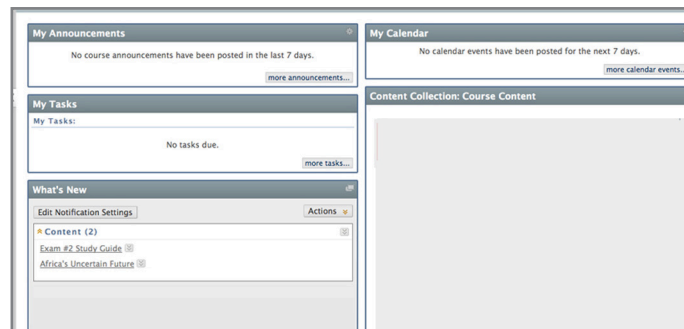 My Announcements
No course announcements have been posted in the last 7 days.
more announcements...
My Tasks
My Tasks:
No tasks due.
more tasks...
What's New
Edit Notification Settings
Actions
Content (2)
Exam #2 Study Guide
Africa's Uncertain Future
My Calendar
No calendar events have been posted for the next 7 days.
more calendar events...
Content Collection: Course Content